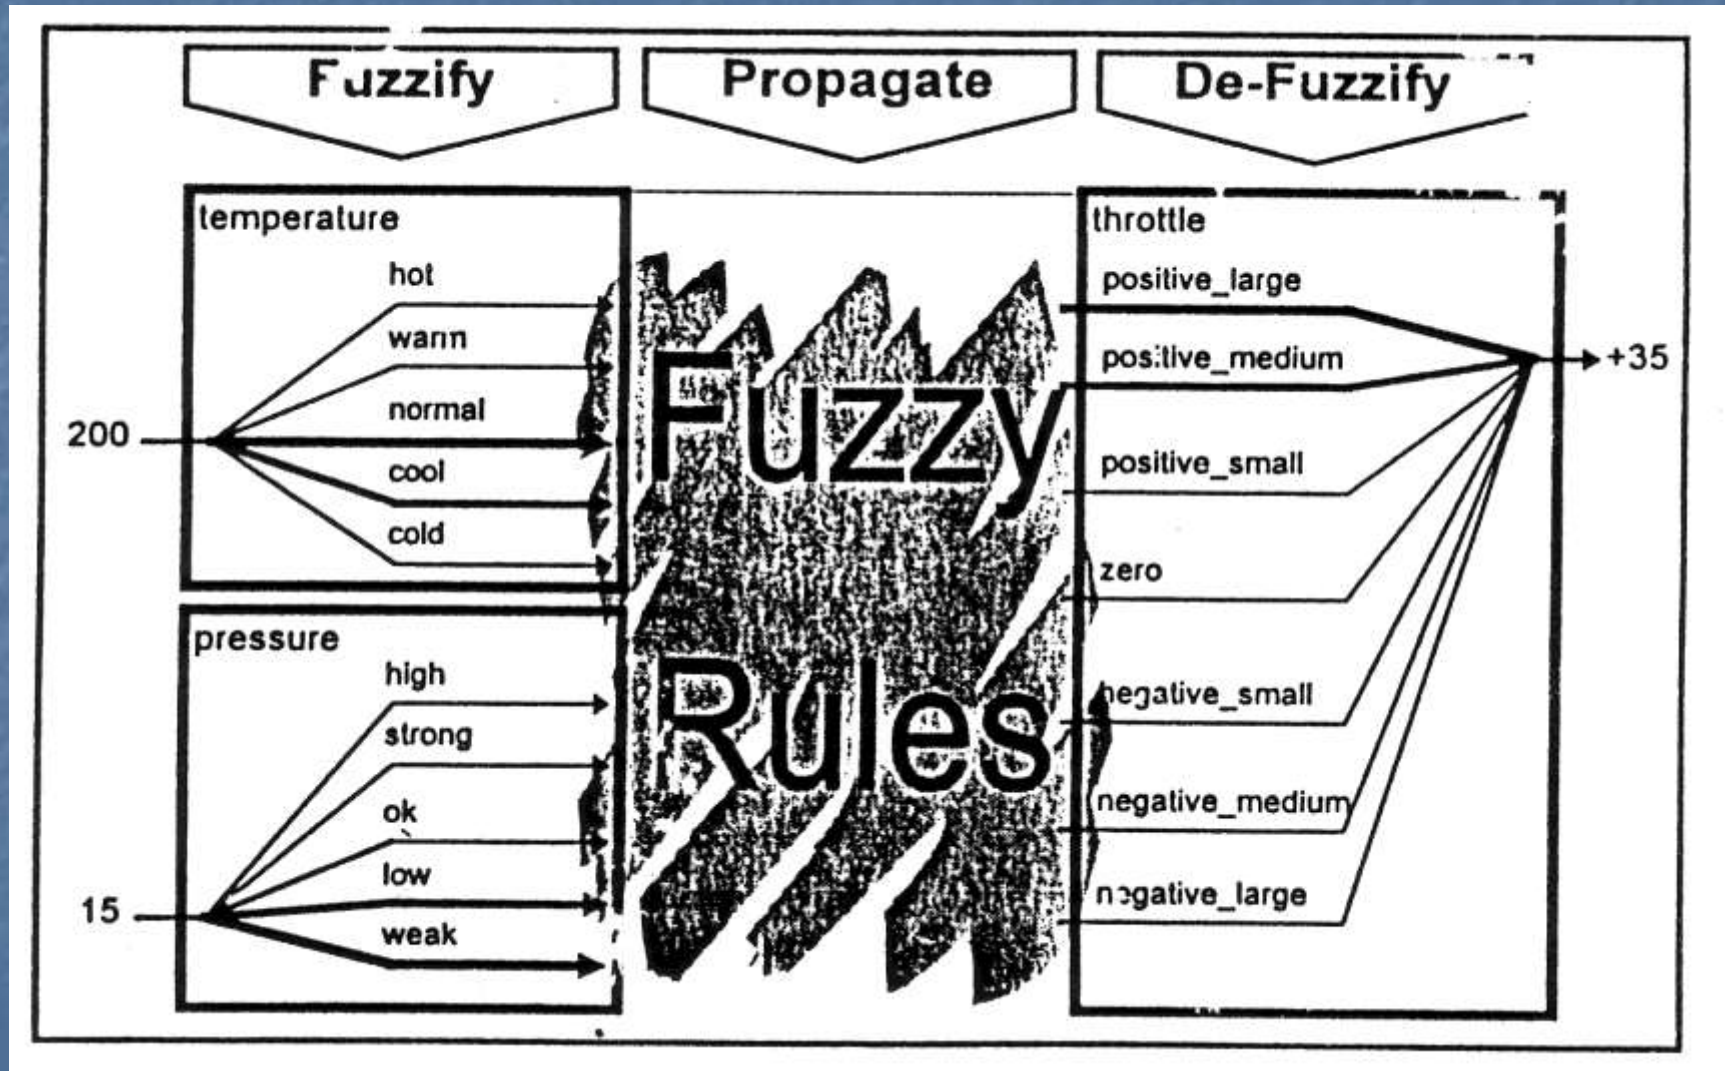 Fuzzify
Propagate
De-Fuzzify
temperature
hot
warm
normal
200
cool
cold
pressure
high
strong
ok
low
15
weak
Fuzzy
Rules
throttle
positive_large
positive_medium
+35
positive_small
zero
negative_small
negative_medium
negative_large